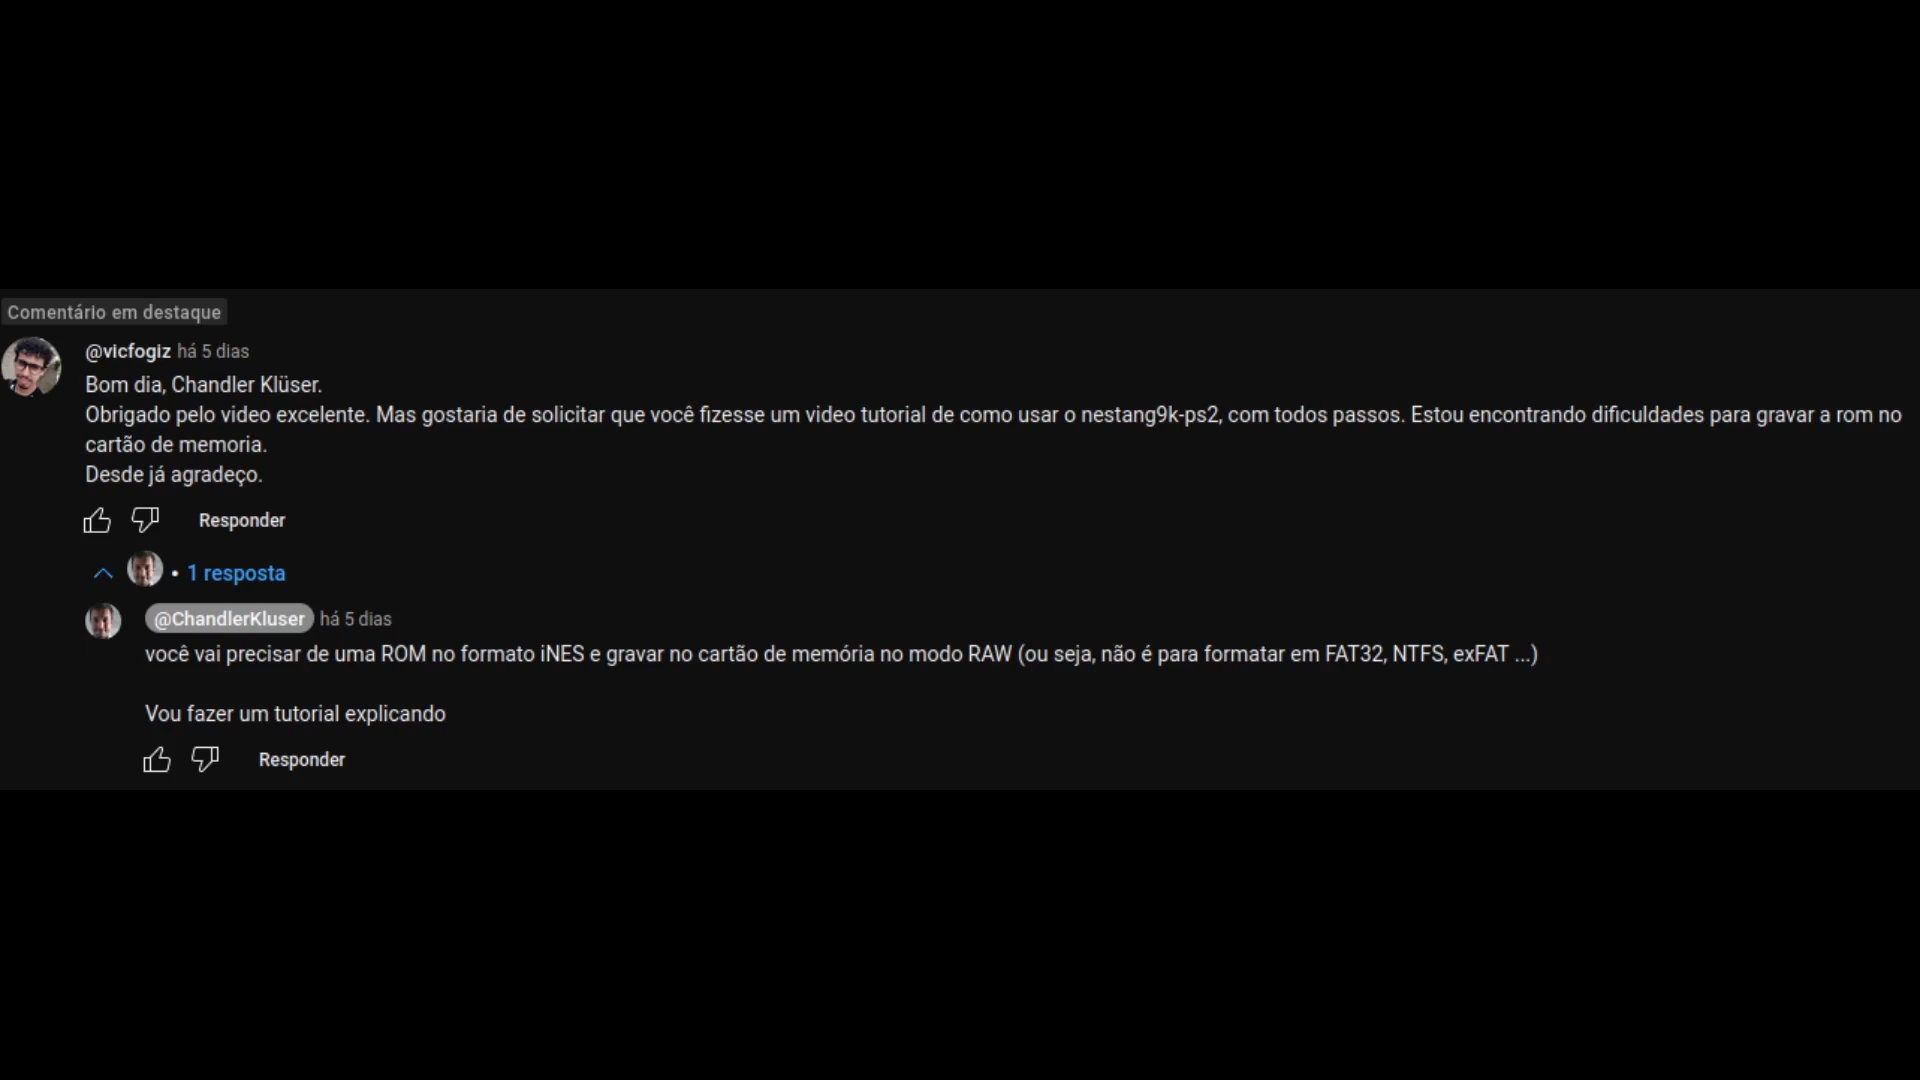 Comentário em destaque
@vicfogiz há 5 dias
Bom dia, Chandler Klüser.
Obrigado pelo video excelente. Mas gostaria de solicitar que você fizesse um video tutorial de como usar o nestang9k-ps2, com todos passos. Estou encontrando dificuldades para gravar a rom no
cartão de memoria.
Desde já agradeço.
Responder
• 1 resposta
@ChandlerKluser há 5 dias
você vai precisar de uma ROM no formato iNES e gravar no cartão de memória no modo RAW (ou seja, não é para formatar em FAT32, NTFS, exFAT ...)
Vou fazer um tutorial explicando
Responder